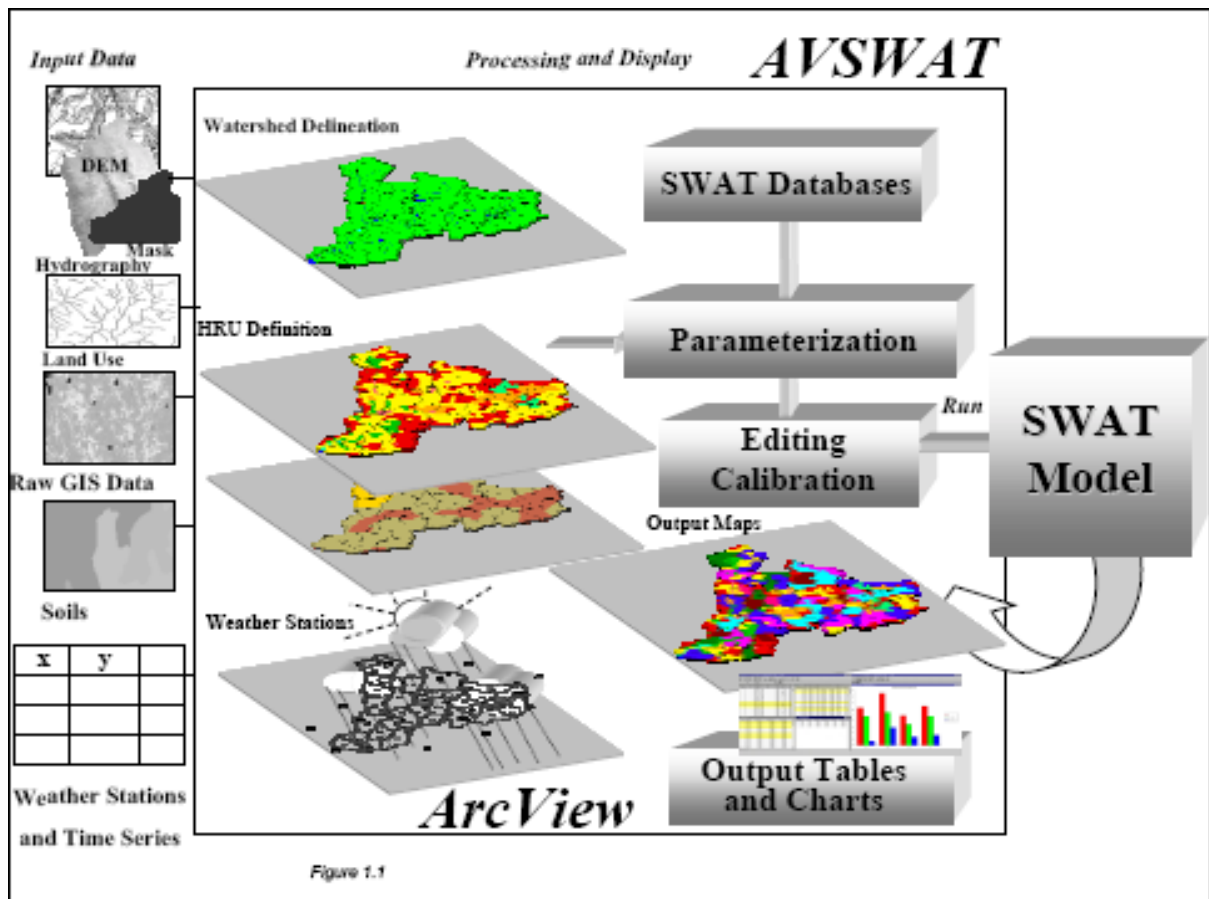 Input Data
Processing and Display
AVSWAT
DEM
Mask
Hydrography
Land Use
Raw GIS Data
Soils
x y
Weather Stations
and Time Series
Watershed Delineation
HRU Definition
Weather Stations
ArcView
SWAT Databases
Parameterization
Editing
Calibration
Run
SWAT
Model
Output Maps
Output Tables
and Charts
Figure 1.1